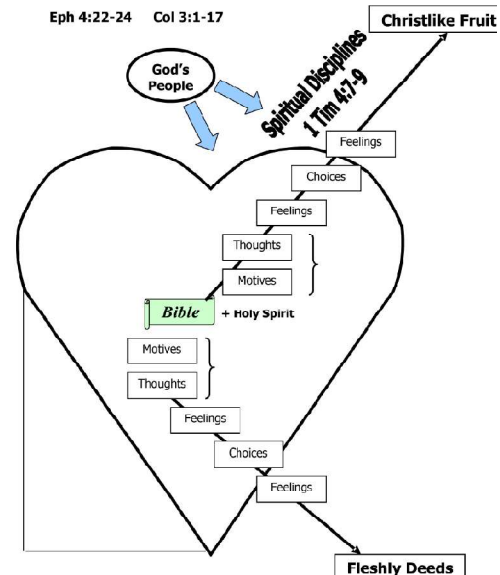 Eph 4:22-24 Col 3:1-17
Christlike Fruit
God's
People
Spiritual Disciplines
1 Tim 4:7-9
Feelings
Choices
Feelings
Thoughts
Motives
Bible + Holy Spirit
Motives
Thoughts
Feelings
Choices
Feelings
Fleshly Deeds